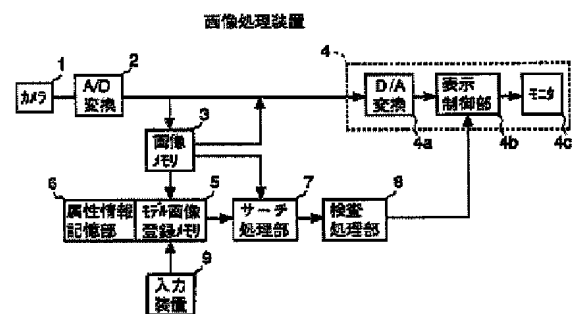 画像処理装置
1
カメラ
2
A/D
変換
3
画像
メモリ
4
D/A
変換
4a
表示
制御部
4b
モニタ
4c
6
属性情報
記憶部
5
モデル画像
登録メモリ
7
サーチ
処理部
8
検査
処理部
9
入力
装置